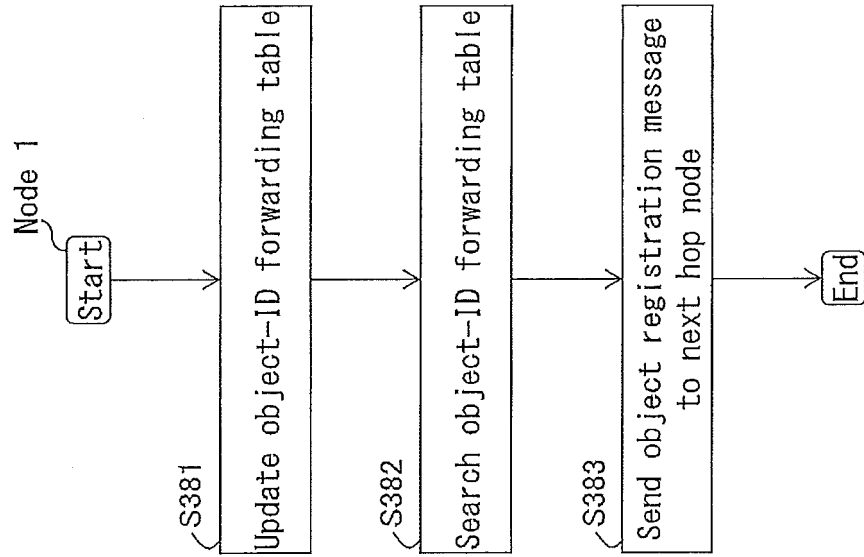 Node 1
Start
S381
Update object-ID forwarding table
S382
Search object-ID forwarding table
S383
Send object registration message
to next hop node
End